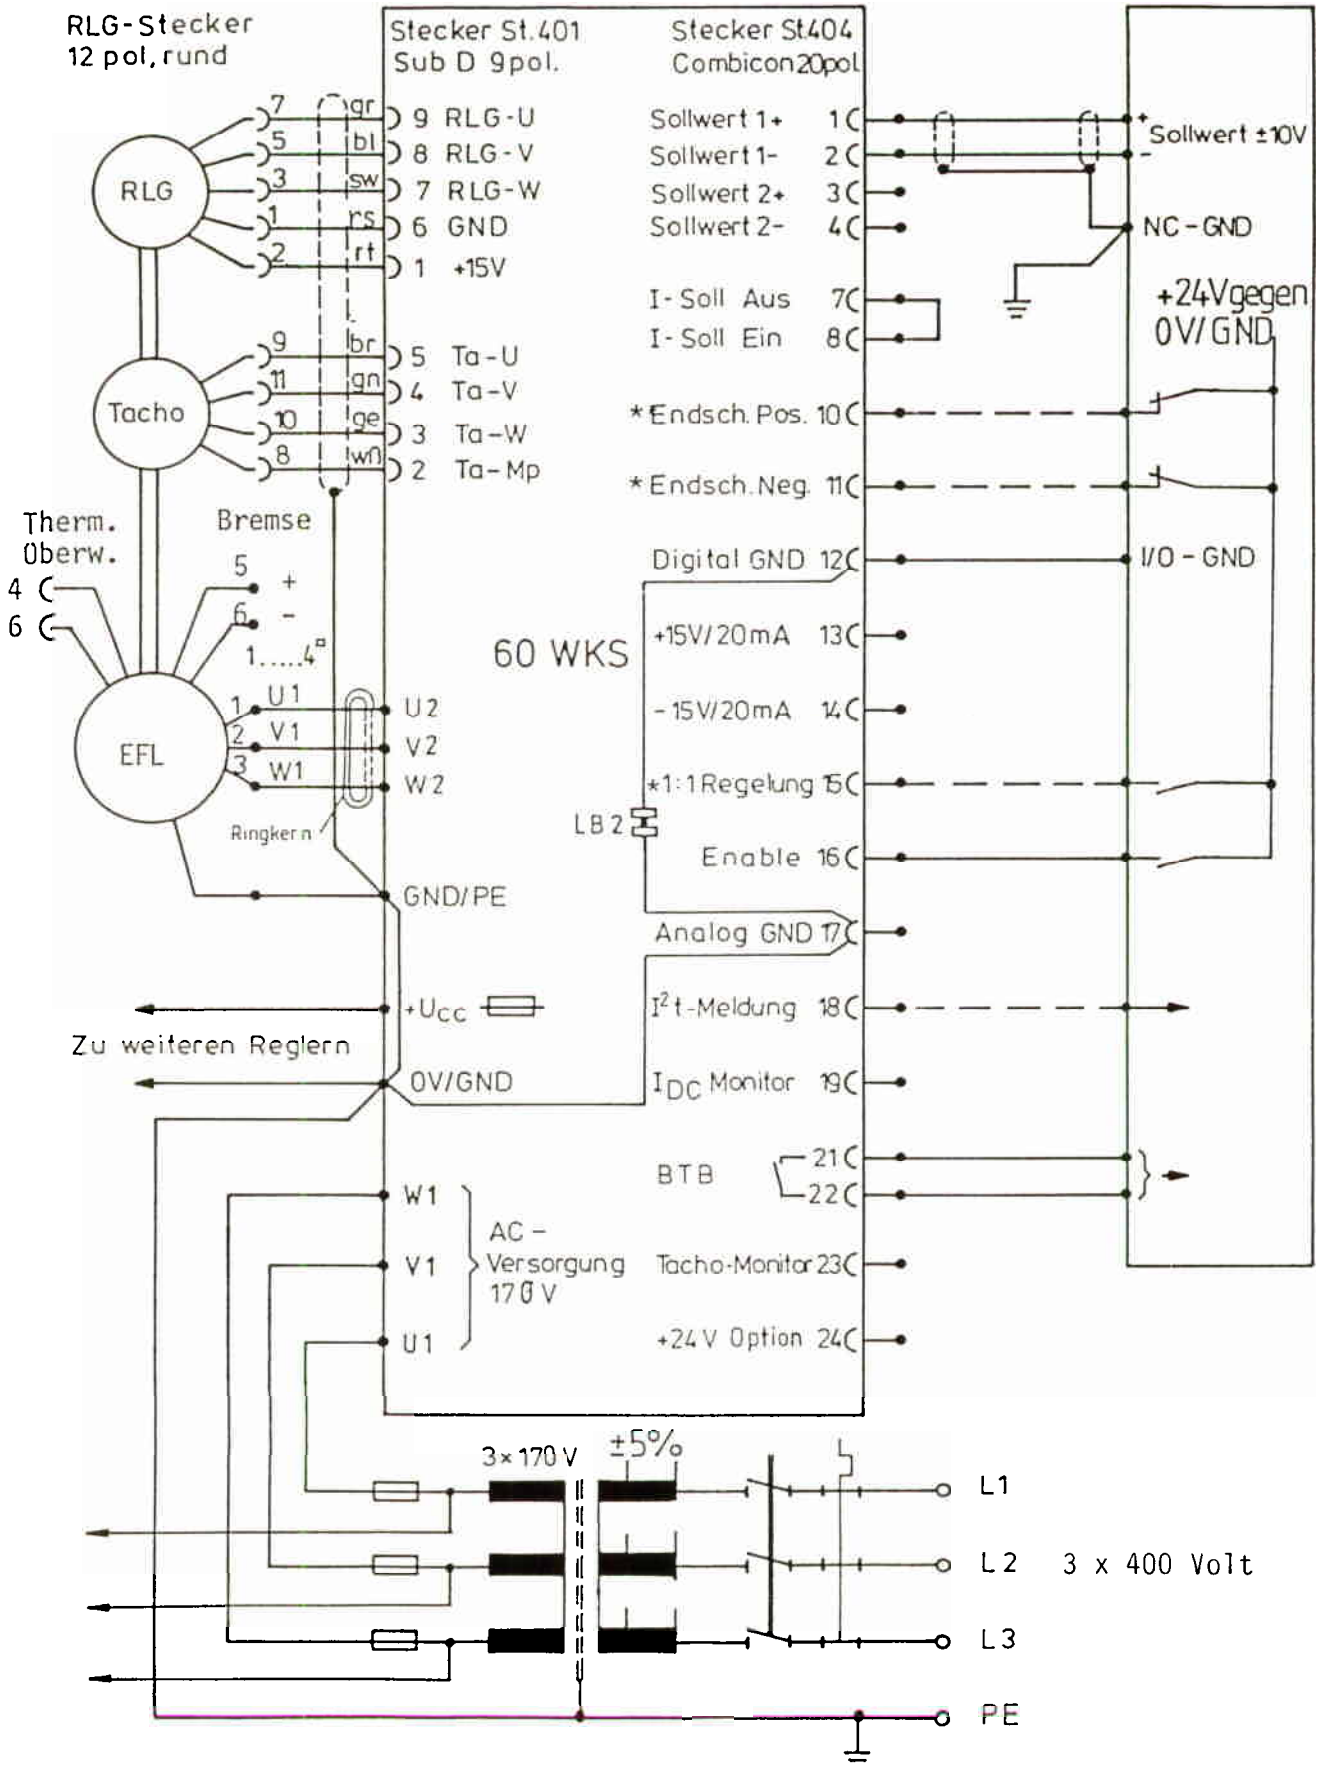 RLG-Stecker
12 pol, rund
Stecker St.401
Sub D 9pol.
Stecker St.404
Combicon 20pol.
RLG
7 gr 9 RLG-U
5 bl 8 RLG-V
3 sw 7 RLG-W
1 rs 6 GND
2 rt 1 +15V
Tacho
9 br 5 Ta-U
11 gn 4 Ta-V
10 ge 3 Ta-W
8 wß 2 Ta-Mp
Therm.
Überw.
4
6
Bremse
5 +
6 -
1.....4▫
EFL
1 U1 U2
2 V1 V2
3 W1 W2
Ringkern
GND/PE
+UCC
Zu weiteren Reglern
0V/GND
W1
V1
U1
AC-
Versorgung
170V
60 WKS
LB2
Sollwert 1+ 1
Sollwert 1- 2
Sollwert 2+ 3
Sollwert 2- 4
I-Soll Aus 7
I-Soll Ein 8
*Endsch. Pos. 10
*Endsch. Neg. 11
Digital GND 12
+15V/20mA 13
-15V/20mA 14
*1:1 Regelung 15
Enable 16
Analog GND 17
I²t-Meldung 18
IDC Monitor 19
BTB 21
22
Tacho-Monitor 23
+24V Option 24
+
Sollwert ±10V
-
NC-GND
+24V gegen
0V/GND
I/O-GND
3×170V
±5%
L1
L2 3 x 400 Volt
L3
PE